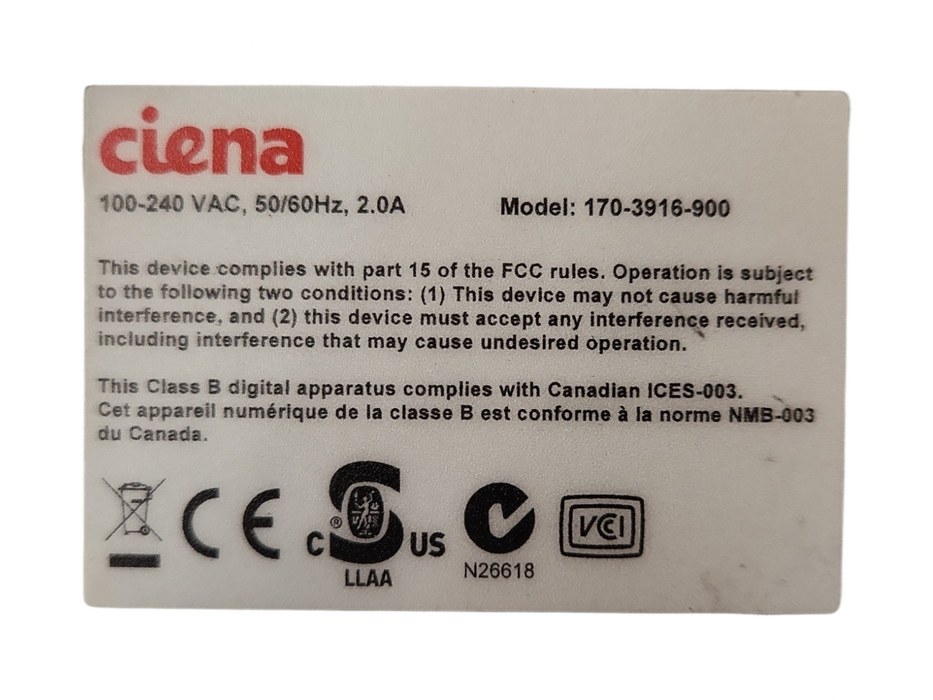 ciena
100-240 VAC, 50/60Hz, 2.0A
Model: 170-3916-900
This device complies with part 15 of the FCC rules. Operation is subject
to the following two conditions: (1) This device may not cause harmful
interference, and (2) this device must accept any interference received,
including interference that may cause undesired operation.
This Class B digital apparatus complies with Canadian ICES-003.
Cet appareil numérique de la classe B est conforme à la norme NMB-003
du Canada.
CE
C ® US
LLAA
N26618
VCCI